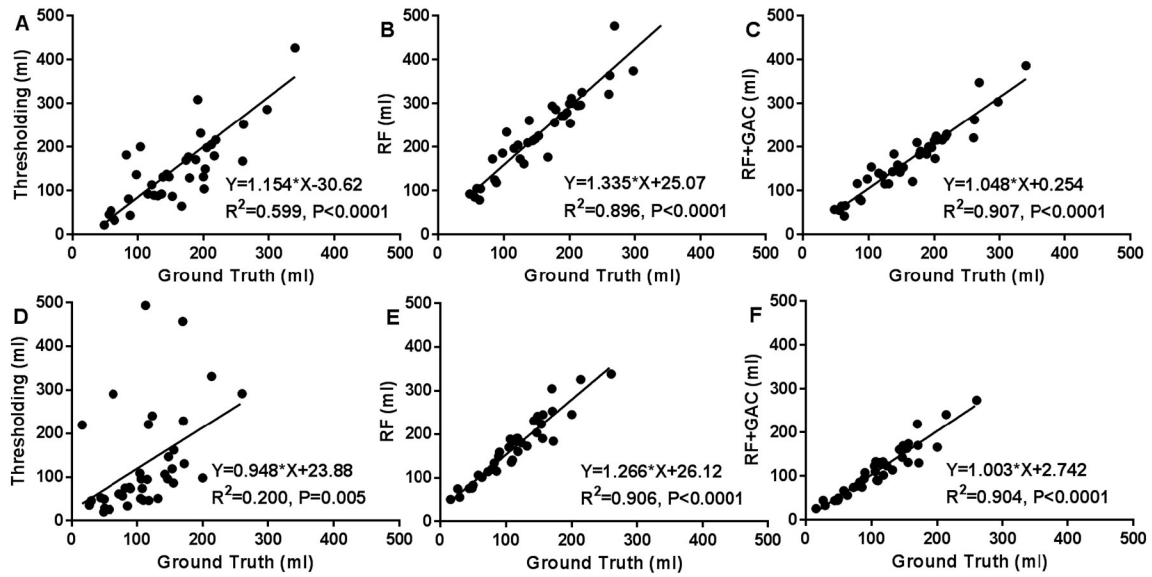 A
Thresholding (ml)
500
400
300
200
100
0
Y=1.154*X-30.62
R²=0.599, P<0.0001
0 100 200 300 400 500
Ground Truth (ml)
B
RF (ml)
500
400
300
200
100
0
Y=1.335*X+25.07
R²=0.896, P<0.0001
0 100 200 300 400 500
Ground Truth (ml)
C
RF+GAC (ml)
500
400
300
200
100
0
Y=1.048*X+0.254
R²=0.907, P<0.0001
0 100 200 300 400 500
Ground Truth (ml)
D
Thresholding (ml)
500
400
300
200
100
0
Y=0.948*X+23.88
R²=0.200, P=0.005
0 100 200 300 400 500
Ground Truth (ml)
E
RF (ml)
500
400
300
200
100
0
Y=1.266*X+26.12
R²=0.906, P<0.0001
0 100 200 300 400 500
Ground Truth (ml)
F
RF+GAC (ml)
500
400
300
200
100
0
Y=1.003*X+2.742
R²=0.904, P<0.0001
0 100 200 300 400 500
Ground Truth (ml)